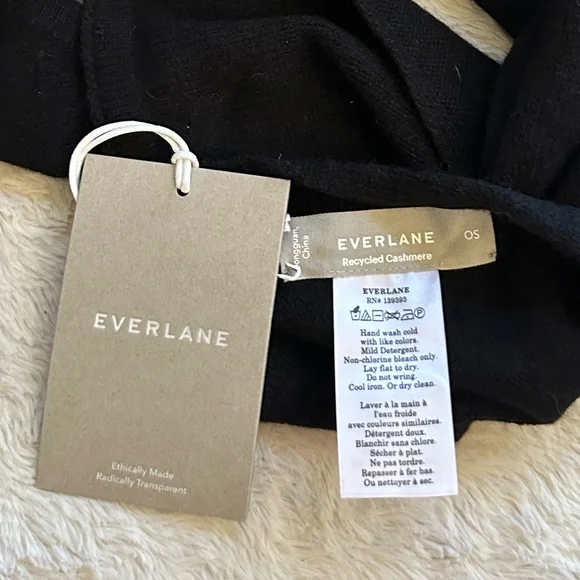 EVERLANE
Ethically Made
Radically Transparent
Dongguan,
China
EVERLANE
OS
Recycled Cashmere
EVERLANE
RN# 139393
Hand wash cold
with like colors.
Mild Detergent.
Non-chlorine bleach only.
Lay flat to dry.
Do not wring.
Cool iron. Or dry clean.
Laver à la main à
l'eau froide
avec couleurs similaires.
Détergent doux.
Blanchir sans chlore.
Sécher à plat.
Ne pas tordre.
Repasser à fer bas.
Ou nettoyer à sec.